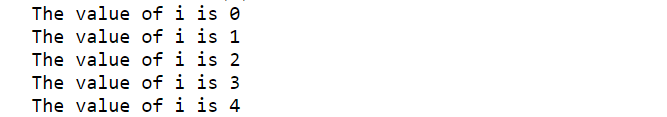 The value of i is 0
The value of i is 1
The value of i is 2
The value of i is 3
The value of i is 4